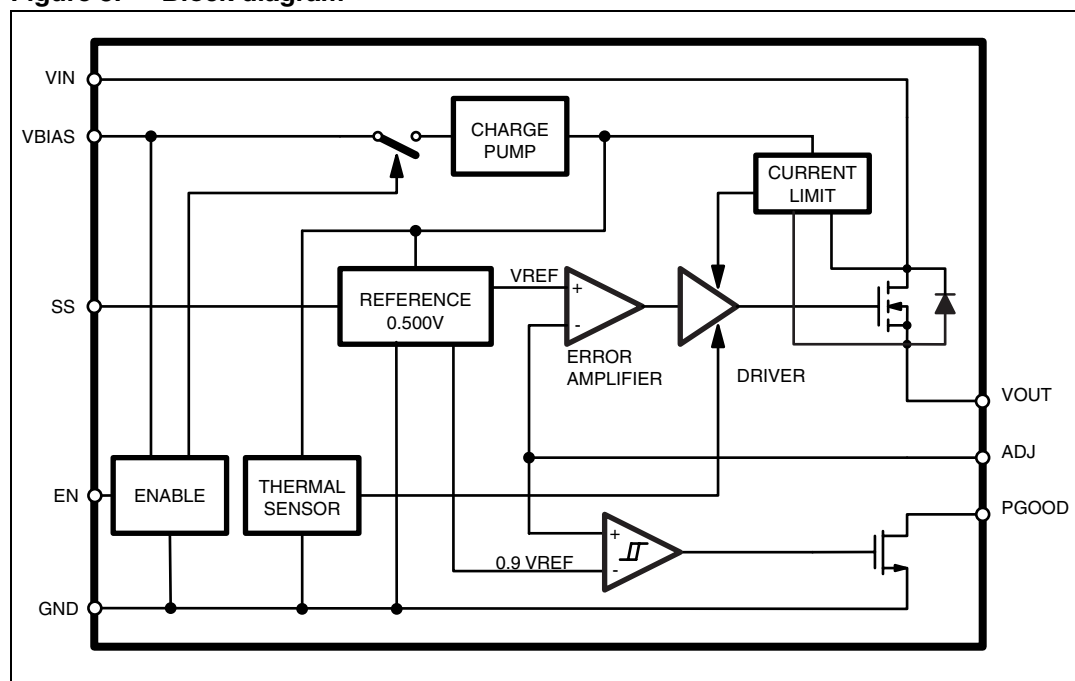 Figure 3. Block diagram
VIN
VBIAS
CHARGE
PUMP
CURRENT
LIMIT
SS
REFERENCE
0.500V
VREF
+
-
ERROR
AMPLIFIER
DRIVER
VOUT
ADJ
EN
ENABLE
THERMAL
SENSOR
PGOOD
+
-
0.9 VREF
GND